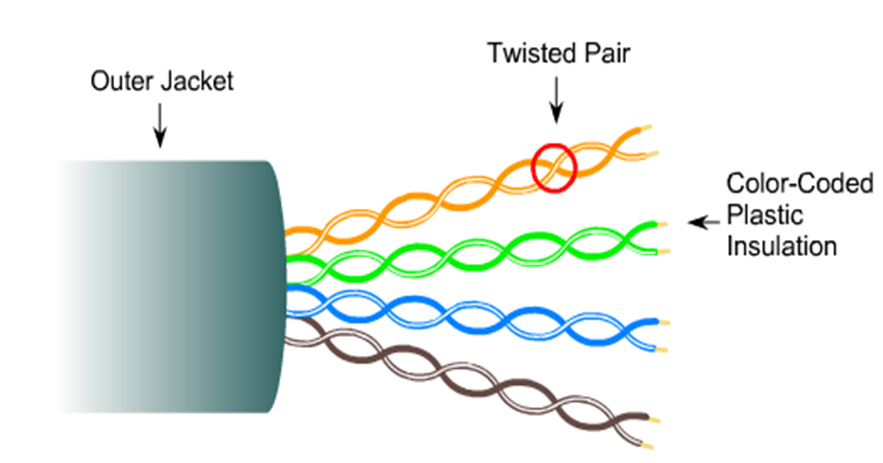 Twisted Pair
Outer Jacket
Color-Coded
Plastic
Insulation